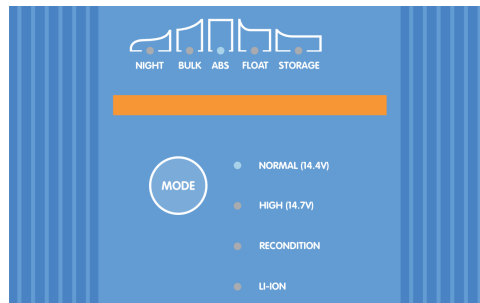 NIGHT BULK ABS FLOAT STORAGE
MODE
NORMAL (14.4V)
HIGH (14.7V)
RECONDITION
LI-ION